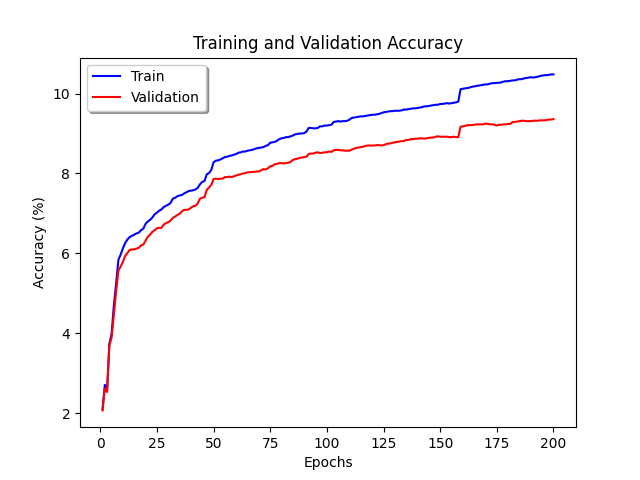 Training and Validation Accuracy
Train
Validation
Accuracy (%)
10
8
6
4
2
0 25 50 75 100 125 150 175 200
Epochs